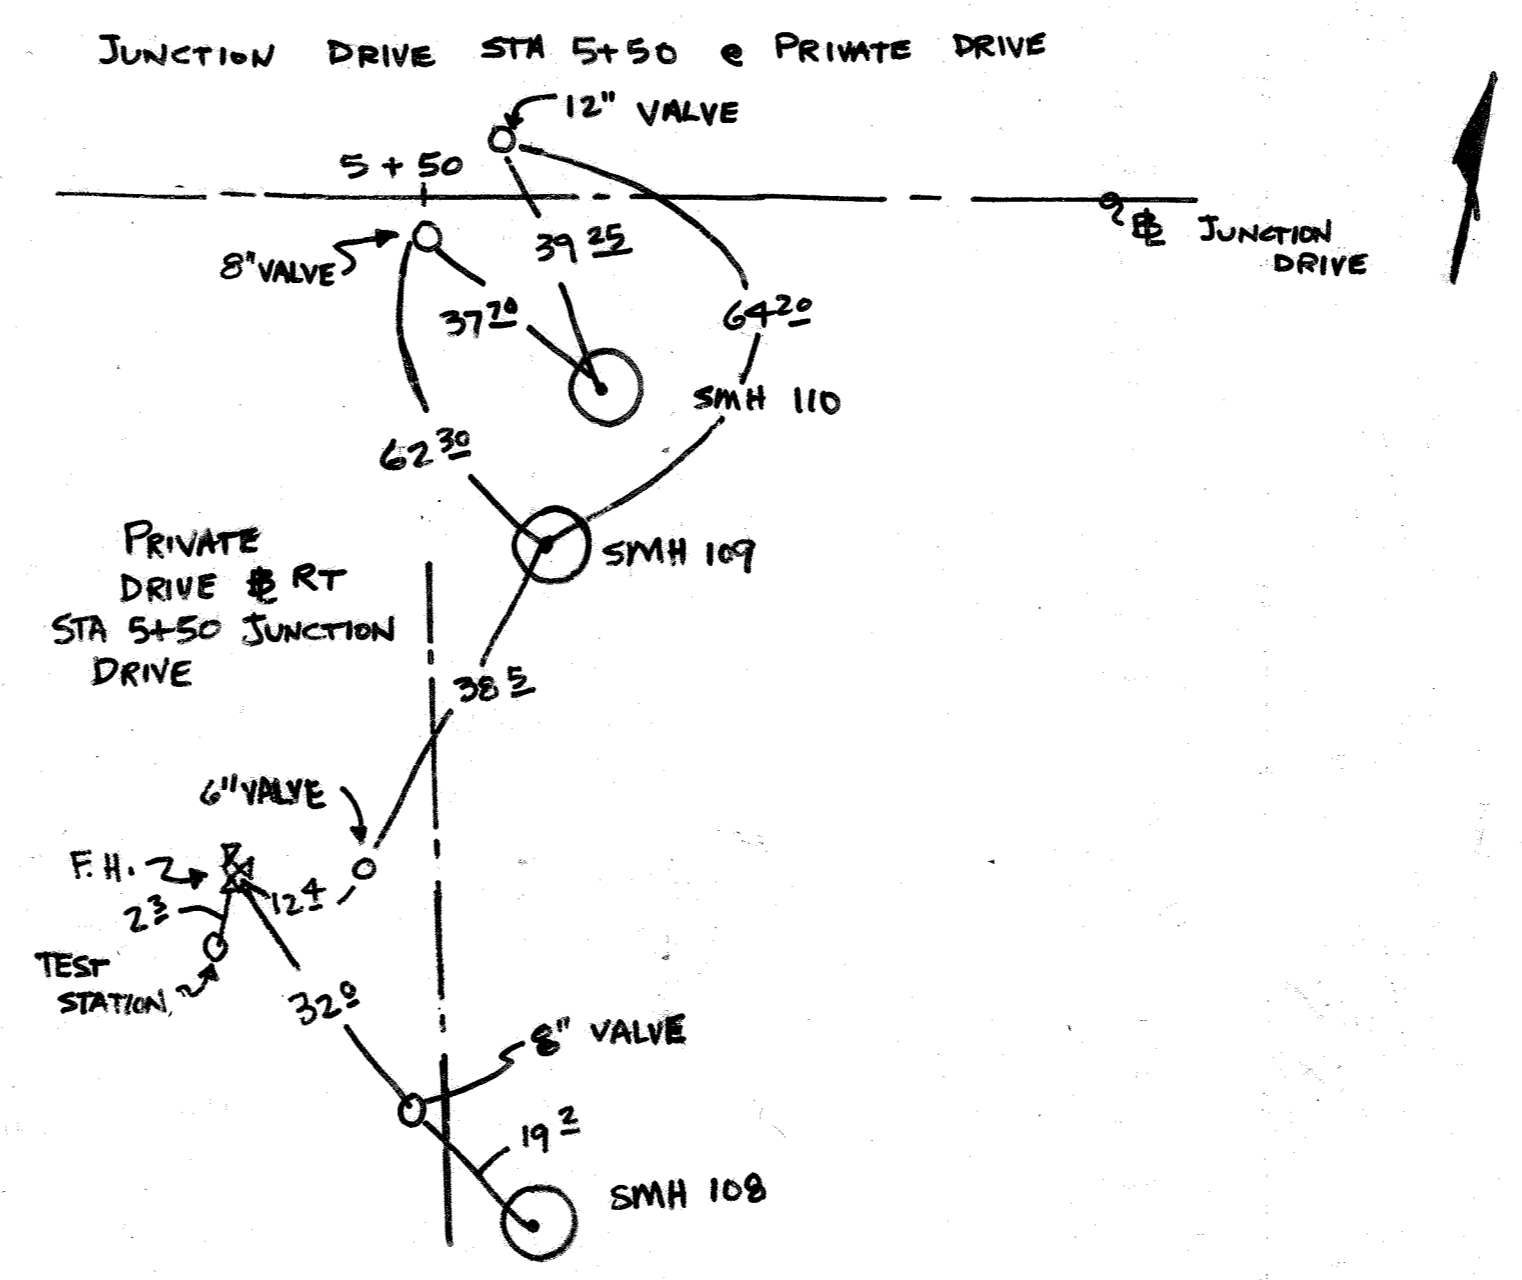 JUNCTION DRIVE STA 5+50 @ PRIVATE DRIVE
12" VALVE
5 + 50
8" VALVE
39 25
37 70
64 20
℄ JUNCTION
DRIVE
SMH 110
62 30
SMH 109
PRIVATE
DRIVE ℄ RT
STA 5+50 JUNCTION
DRIVE
38 5
6" VALVE
F.H.
12 4
2 3
TEST
STATION
32 0
8" VALVE
19 2
SMH 108